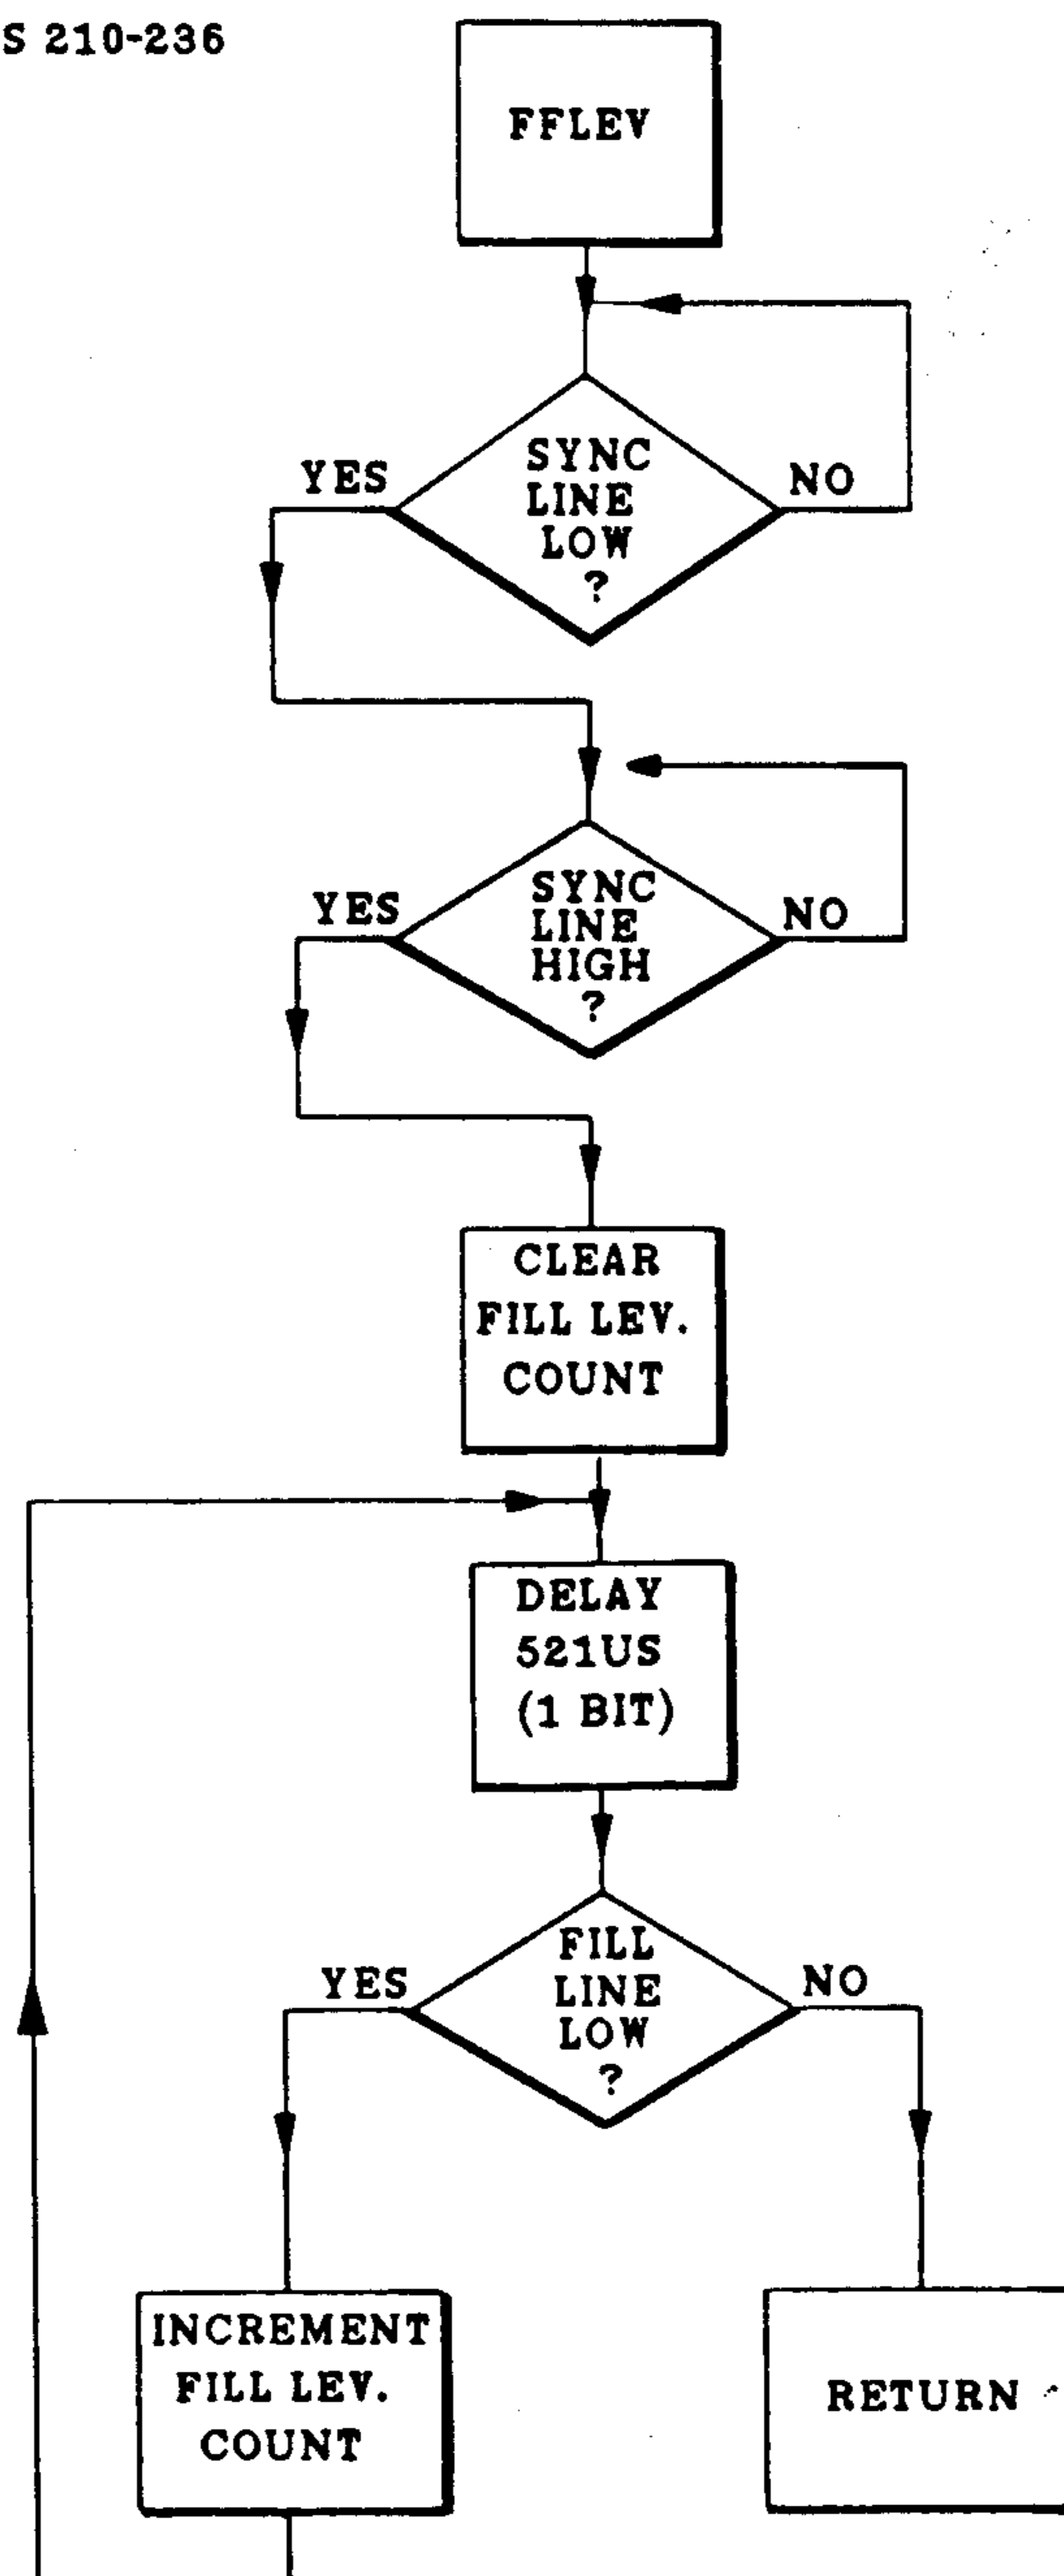 S 210-236
FFLEV
SYNC
LINE
LOW
?
YES
NO
SYNC
LINE
HIGH
?
YES
NO
CLEAR
FILL LEV.
COUNT
DELAY
521US
(1 BIT)
FILL
LINE
LOW
?
YES
NO
INCREMENT
FILL LEV.
COUNT
RETURN